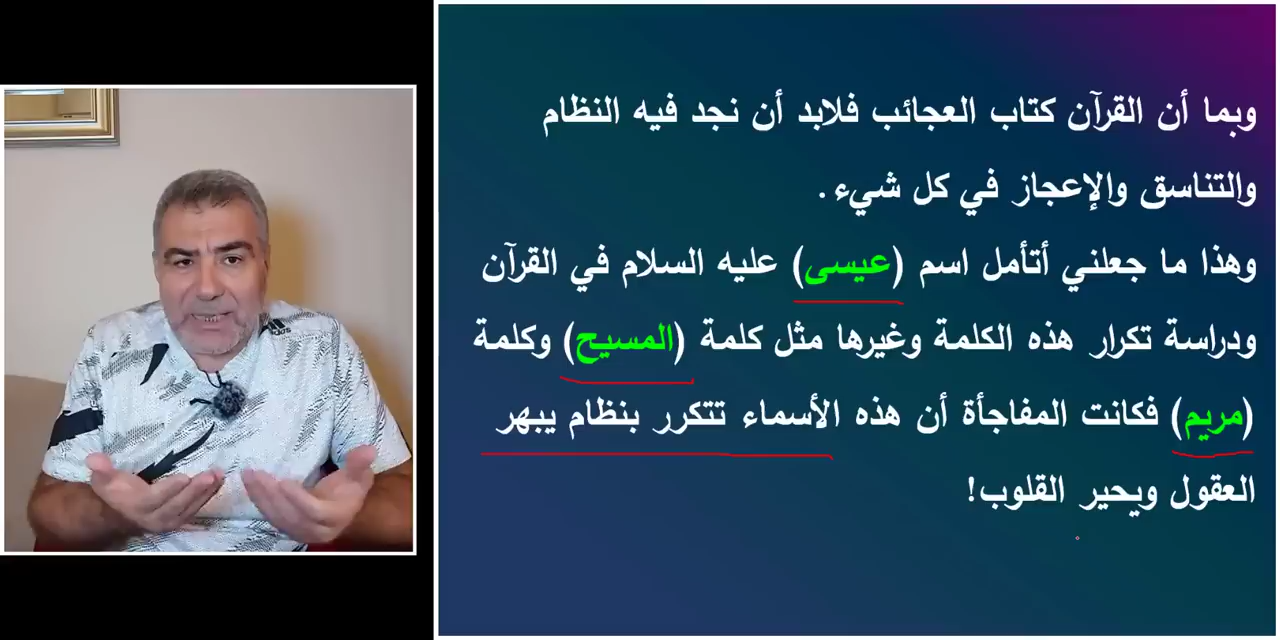 وبما أن القرآن كتاب العجائب فلابد أن نجد فيه النظام
والتناسق والإعجاز في كل شيء .
وهذا ما جعلني أتأمل اسم (عيسى) عليه السلام في القرآن
ودراسة تكرار هذه الكلمة وغيرها مثل كلمة (المسيح) وكلمة
(مريم) فكانت المفاجأة أن هذه الأسماء تتكرر بنظام يبهر
العقول ويحير القلوب!